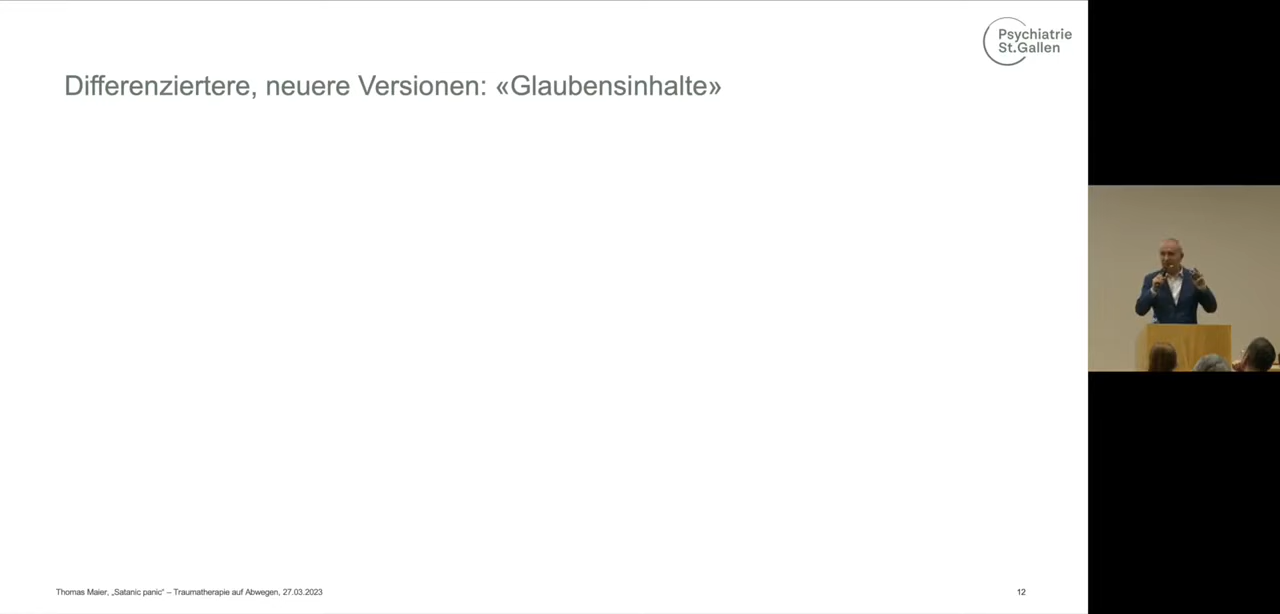 Psychiatrie
St.Gallen
Differenziertere, neuere Versionen: «Glaubensinhalte»
Thomas Maier, „Satanic panic“ – Traumatherapie auf Abwegen, 27.03.2023
12